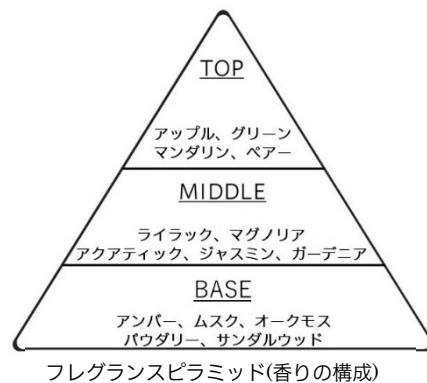 TOP
アップル、グリーン
マンダリン、ペアー
MIDDLE
ライラック、マグノリア
アクアティック、ジャスミン、ガーデニア
BASE
アンバー、ムスク、オークモス
パウダリー、サンダルウッド
フレグランスピラミッド(香りの構成)